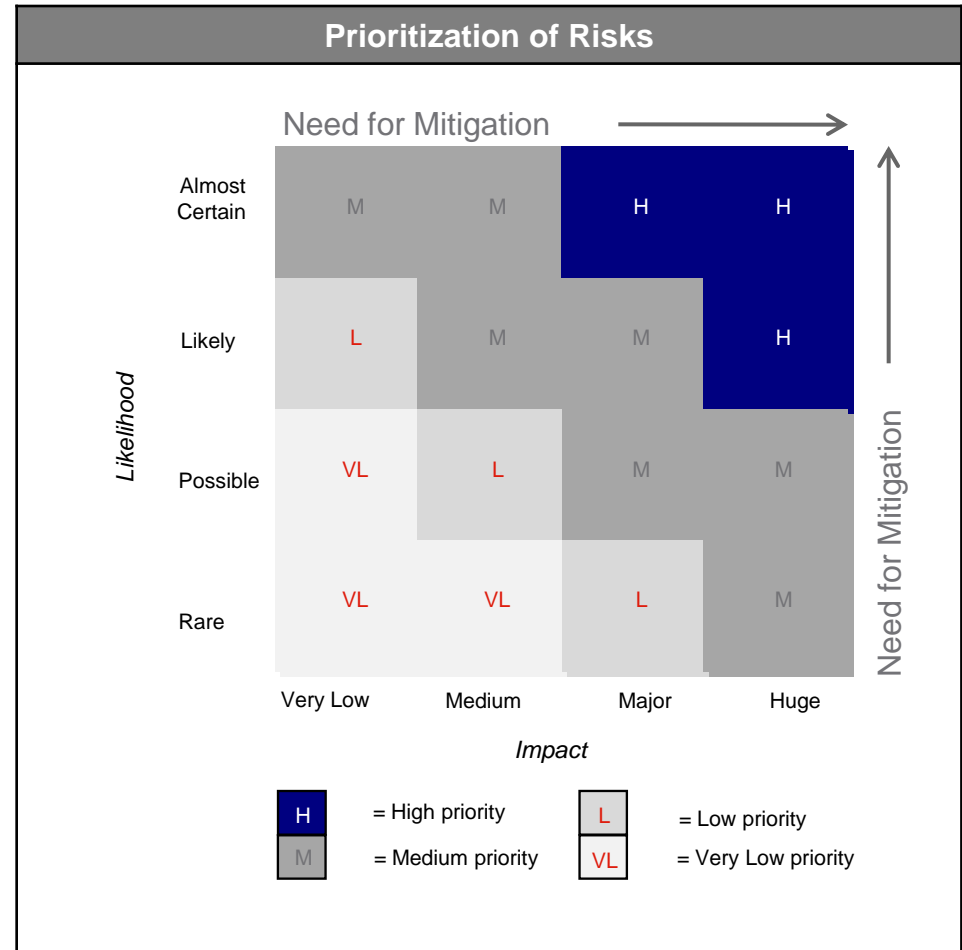 Prioritization of Risks
Need for Mitigation
Almost
Certain
M
M
H
H
Likely
L
M
M
H
Likelihood
Possible
VL
L
M
M
Need for Mitigation
Rare
VL
VL
L
M
Very Low
Medium
Major
Huge
Impact
H
= High priority
L
= Low priority
M
= Medium priority
VL
= Very Low priority